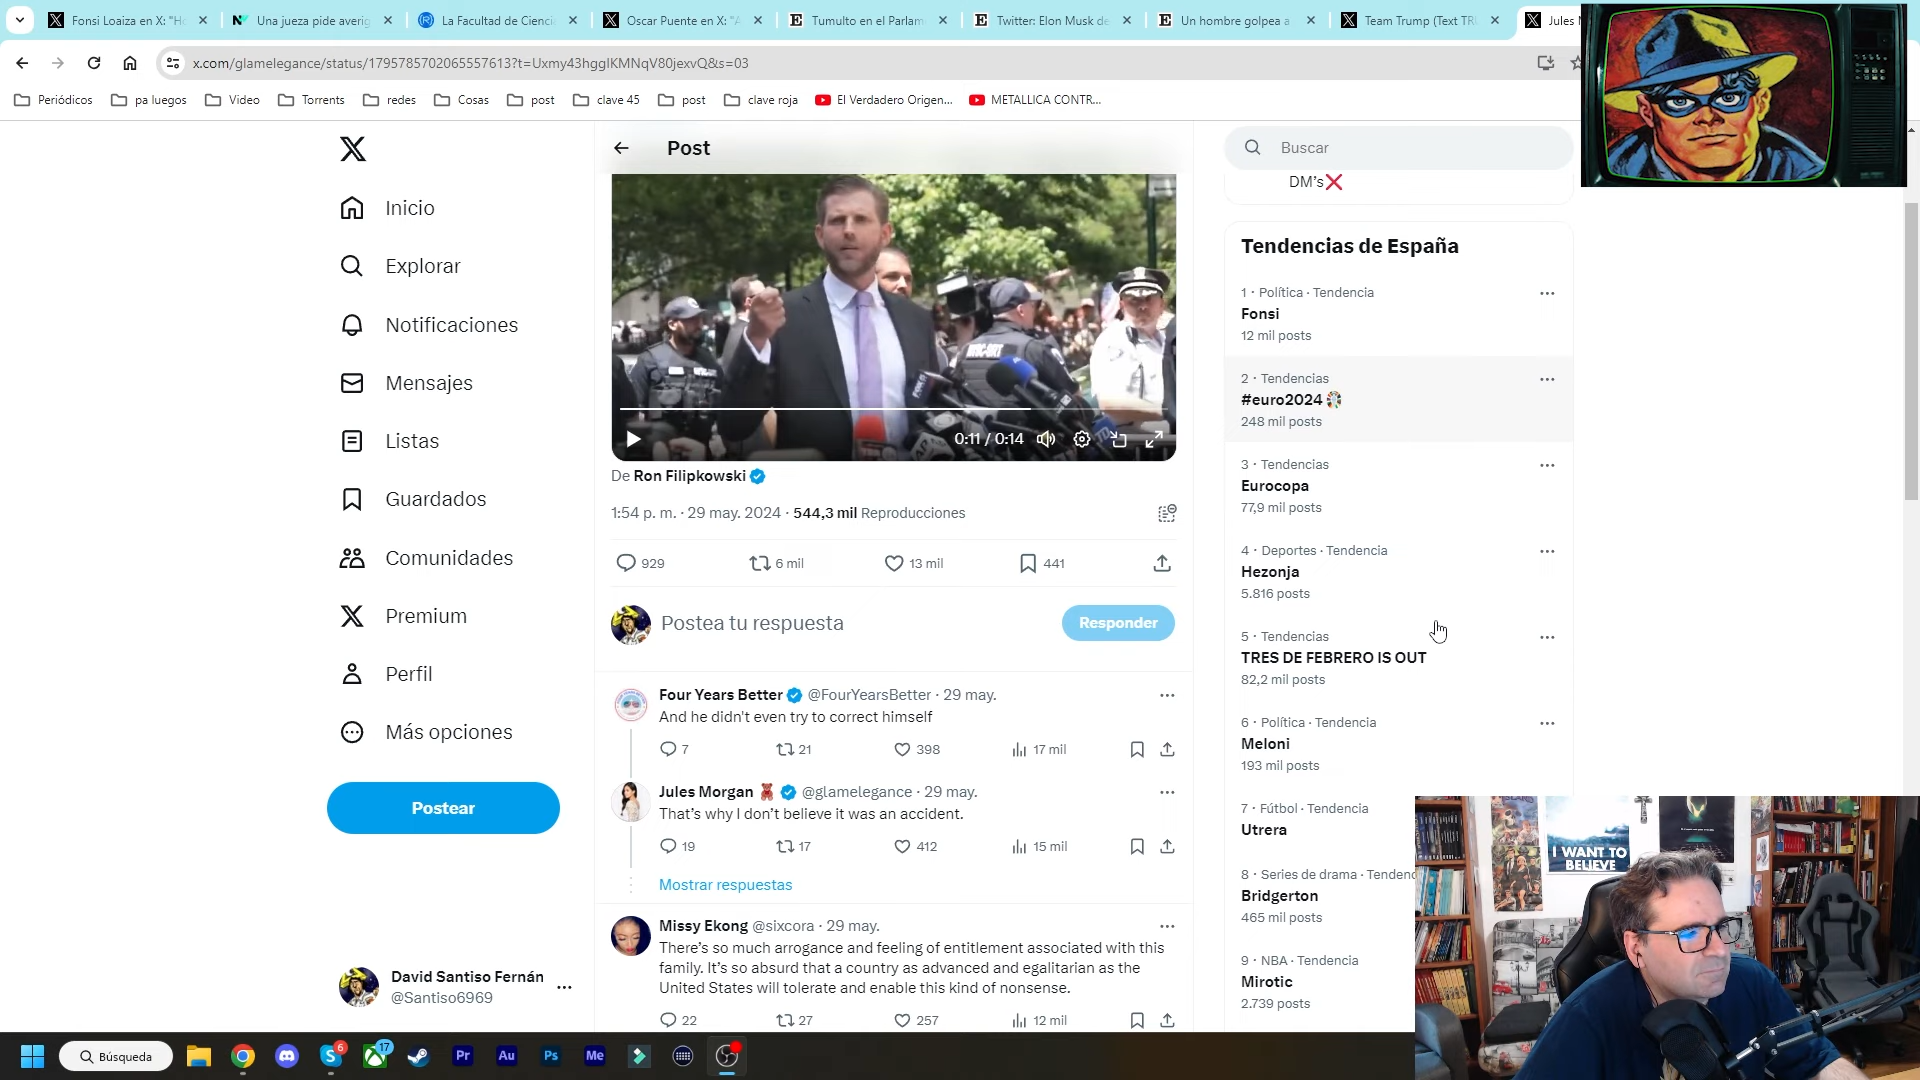 Fonsi Loaiza en X: "Ho
Una jueza pide averig
La Facultad de Cienci
Oscar Puente en X: "A
Tumulto en el Parlam
Twitter: Elon Musk de
Un hombre golpea a
Team Trump (Text TR
Jules M
x.com/glamelegance/status/1795785702065557613?t=Uxmy43hgglKMNqV80jexvQ&s=03
Periódicos
pa luegos
Video
Torrents
redes
Cosas
post
clave 45
post
clave roja
El Verdadero Origen...
METALLICA CONTR...
Inicio
Explorar
Notificaciones
Mensajes
Listas
Guardados
Comunidades
Premium
Perfil
Más opciones
Postear
David Santiso Fernán
@Santiso6969
Post
0:11 / 0:14
De Ron Filipkowski
1:54 p. m. · 29 may. 2024 · 544,3 mil Reproducciones
929 6 mil 13 mil 441
Postea tu respuesta
Responder
Four Years Better @FourYearsBetter · 29 may.
And he didn't even try to correct himself
7 21 398 17 mil
Jules Morgan @glamelegance · 29 may.
That's why I don't believe it was an accident.
19 17 412 15 mil
Mostrar respuestas
Missy Ekong @sixcora · 29 may.
There's so much arrogance and feeling of entitlement associated with this
family. It's so absurd that a country as advanced and egalitarian as the
United States will tolerate and enable this kind of nonsense.
22 27 257 12 mil
Buscar
DM's❌
Tendencias de España
1 · Política · Tendencia
Fonsi
12 mil posts
2 · Tendencias
#euro2024
248 mil posts
3 · Tendencias
Eurocopa
77,9 mil posts
4 · Deportes · Tendencia
Hezonja
5.816 posts
5 · Tendencias
TRES DE FEBRERO IS OUT
82,2 mil posts
6 · Política · Tendencia
Meloni
193 mil posts
7 · Fútbol · Tendencia
Utrera
8 · Series de drama · Tendenc
Bridgerton
465 mil posts
9 · NBA · Tendencia
Mirotic
2.739 posts
I WANT TO
BELIEVE
Búsqueda
6
17
Pr
Au
Ps
Me